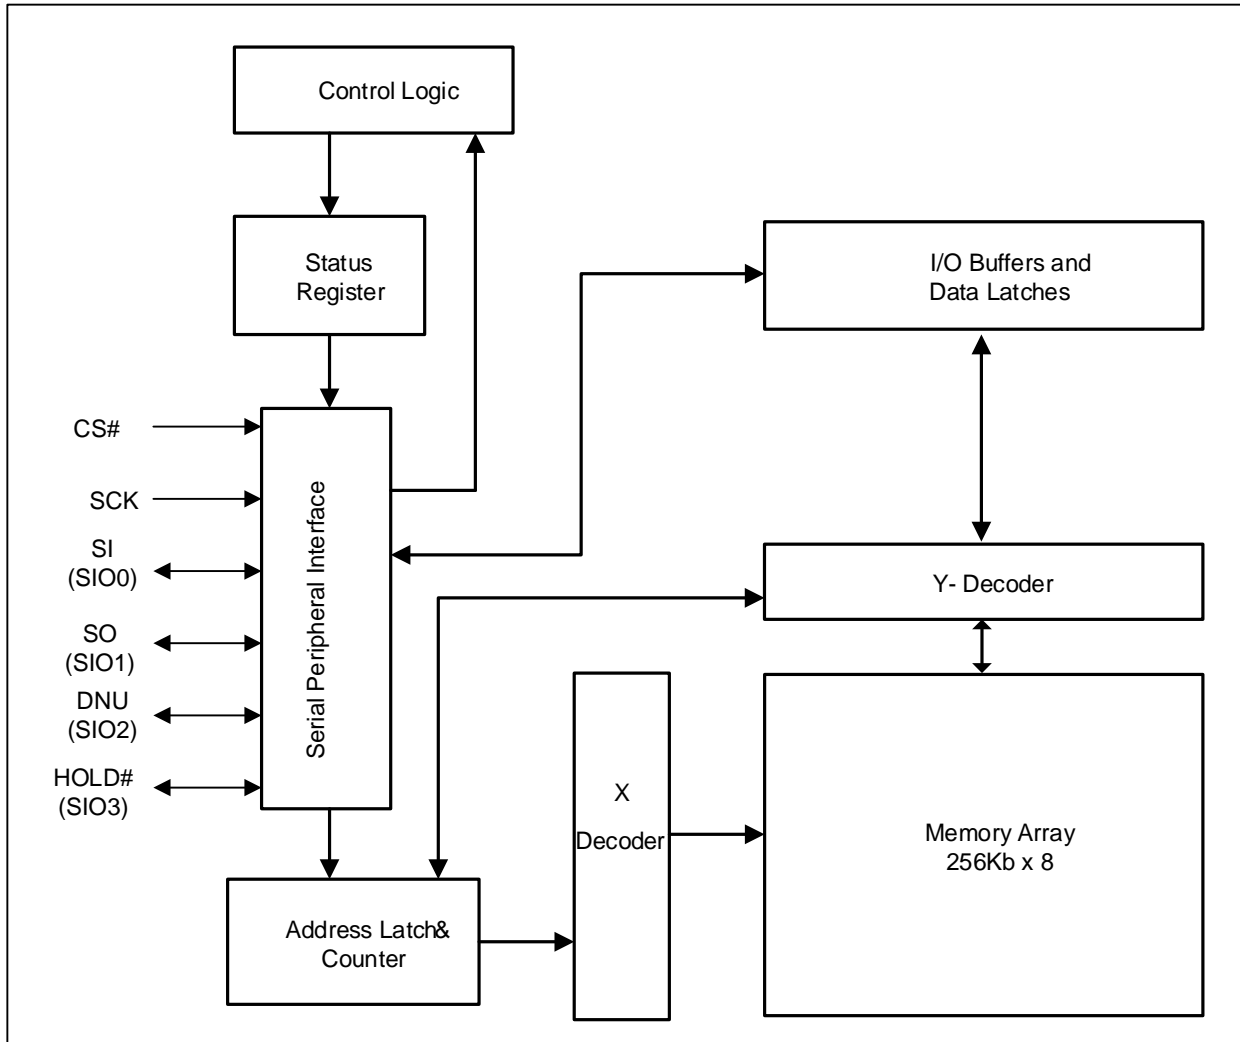 Control Logic
Status
Register
I/O Buffers and
Data Latches
CS#
SCK
SI
(SIO0)
SO
(SIO1)
DNU
(SIO2)
HOLD#
(SIO3)
Serial Peripheral Interface
Y- Decoder
X
Decoder
Memory Array
256Kb x 8
Address Latch&
Counter